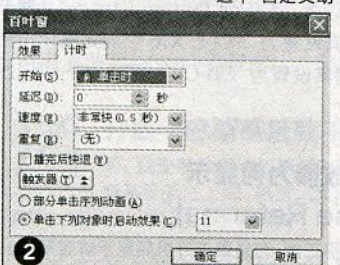 百叶窗
效果 计时
开始(S): 单击时
延迟(D): 0 秒
速度(E): 非常快(0.5 秒)
重复(R): (无)
播完后快退(W)
触发器(T)
部分单击序列动画(A)
单击下列对象时启动效果(C) 11
2
确定 取消